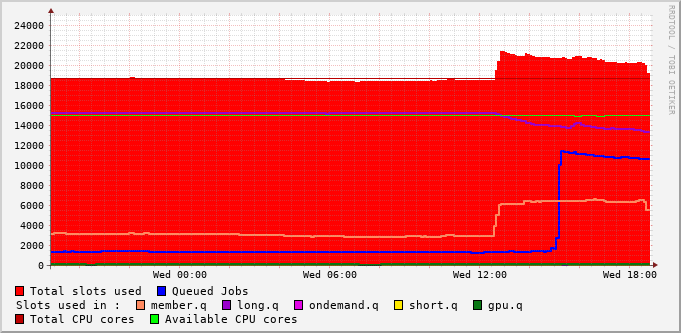 RRDTOOL / TOBI OETIKER
24000
22000
20000
18000
16000
14000
12000
10000
8000
6000
4000
2000
0
Wed 00:00 Wed 06:00 Wed 12:00 Wed 18:00
Total slots used Queued Jobs
Slots used in : member.q long.q ondemand.q short.q gpu.q
Total CPU cores Available CPU cores